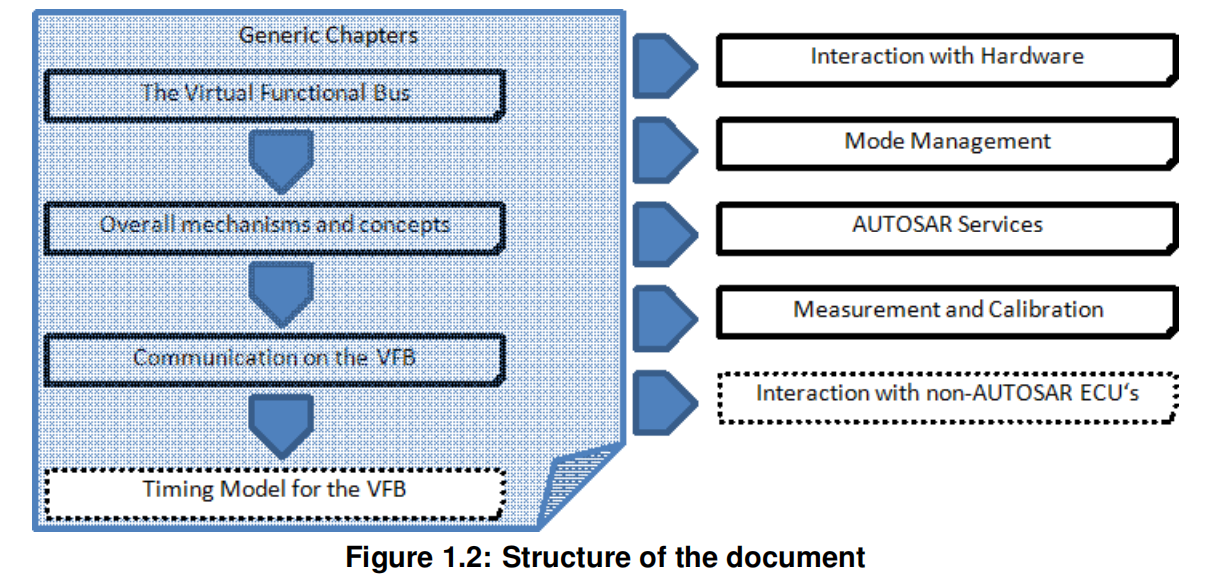 Generic Chapters
The Virtual Functional Bus
Overall mechanisms and concepts
Communication on the VFB
Timing Model for the VFB
Interaction with Hardware
Mode Management
AUTOSAR Services
Measurement and Calibration
Interaction with non-AUTOSAR ECU‘s
Figure 1.2: Structure of the document